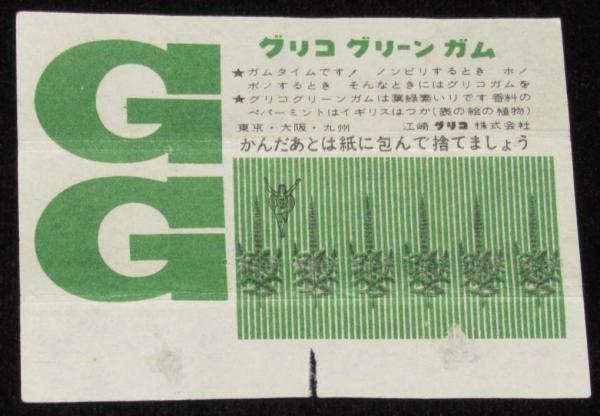 G
G
グリコ グリーン ガム
★ガムタイムです! ノンビリするとき ホノ
ボノするとき そんなときにはグリコガムを
★グリコグリーンガムは葉緑素いりです 香料の
ペパーミントはイギリスはつか(表の絵の植物)
東京・大阪・九州 江崎グリコ株式会社
かんだあとは紙に包んで捨てましょう